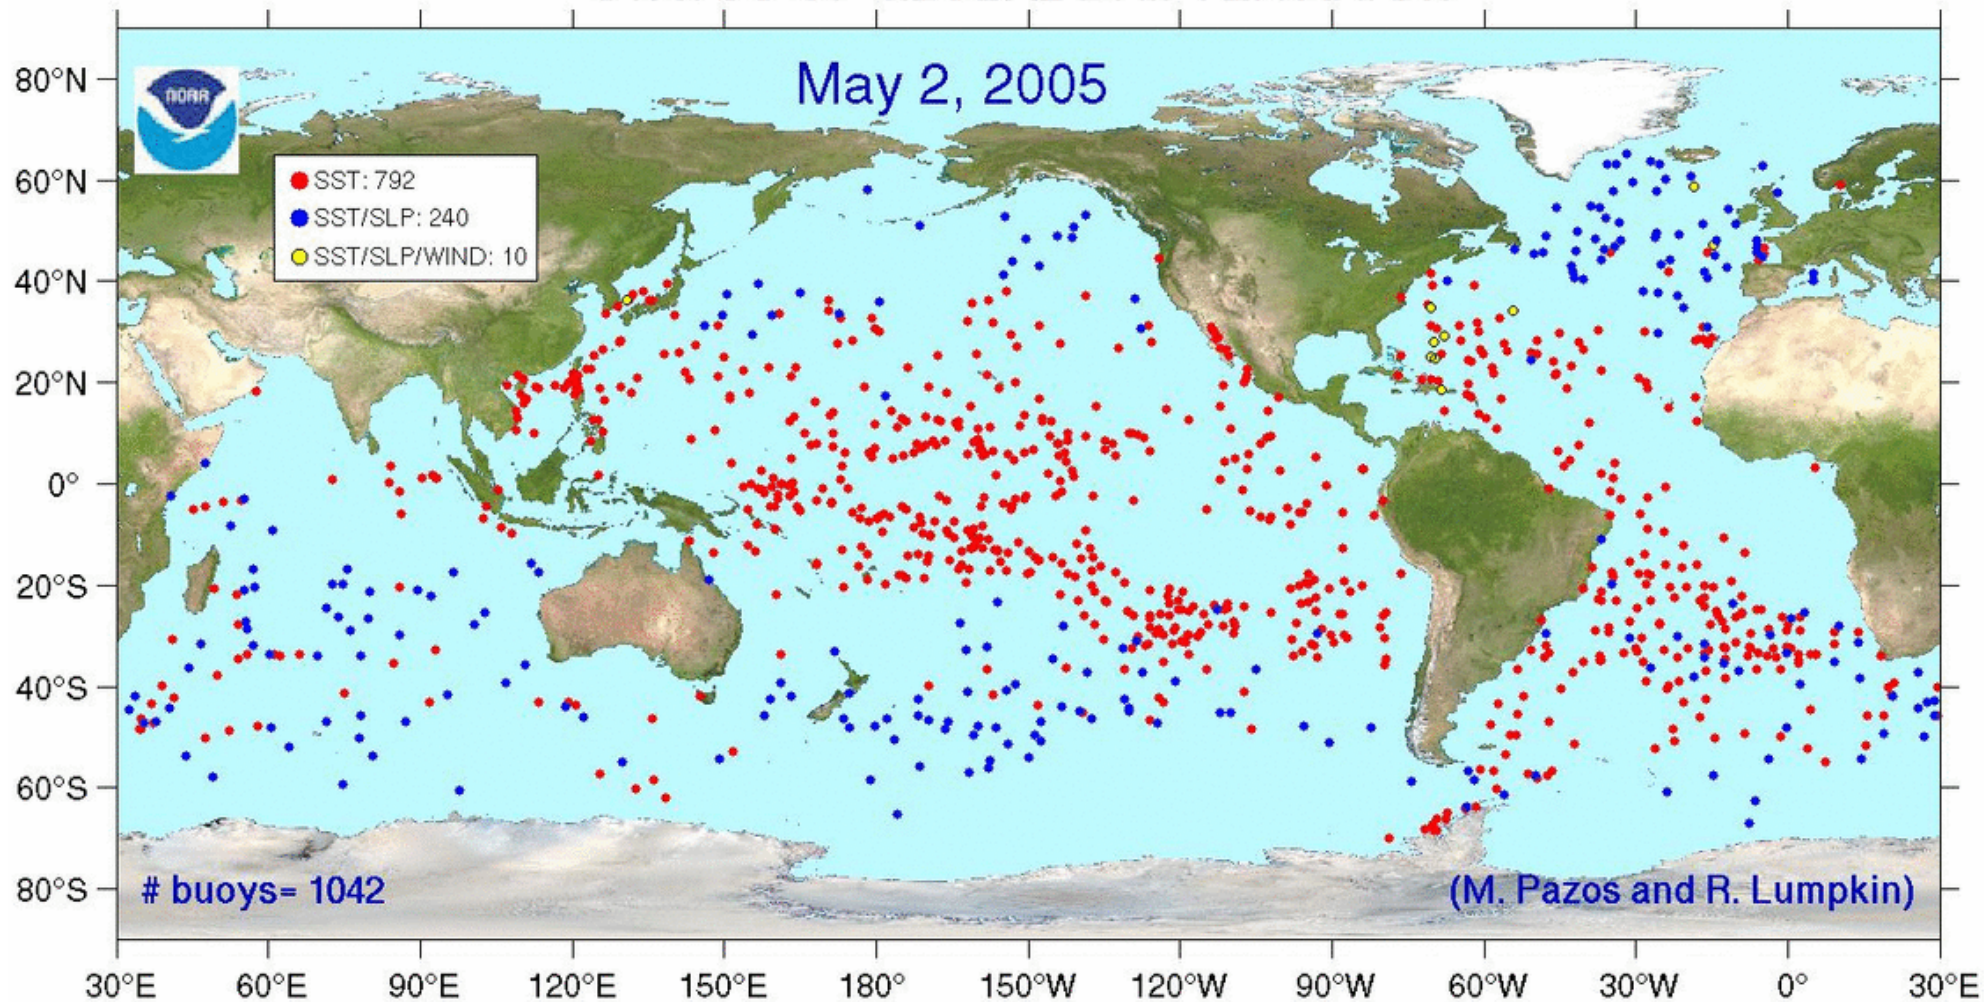 May 2, 2005
NOAA
SST: 792
SST/SLP: 240
SST/SLP/WIND: 10
80°N
60°N
40°N
20°N
0°
20°S
40°S
60°S
80°S
# buoys= 1042
(M. Pazos and R. Lumpkin)
30°E 60°E 90°E 120°E 150°E 180° 150°W 120°W 90°W 60°W 30°W 0° 30°E